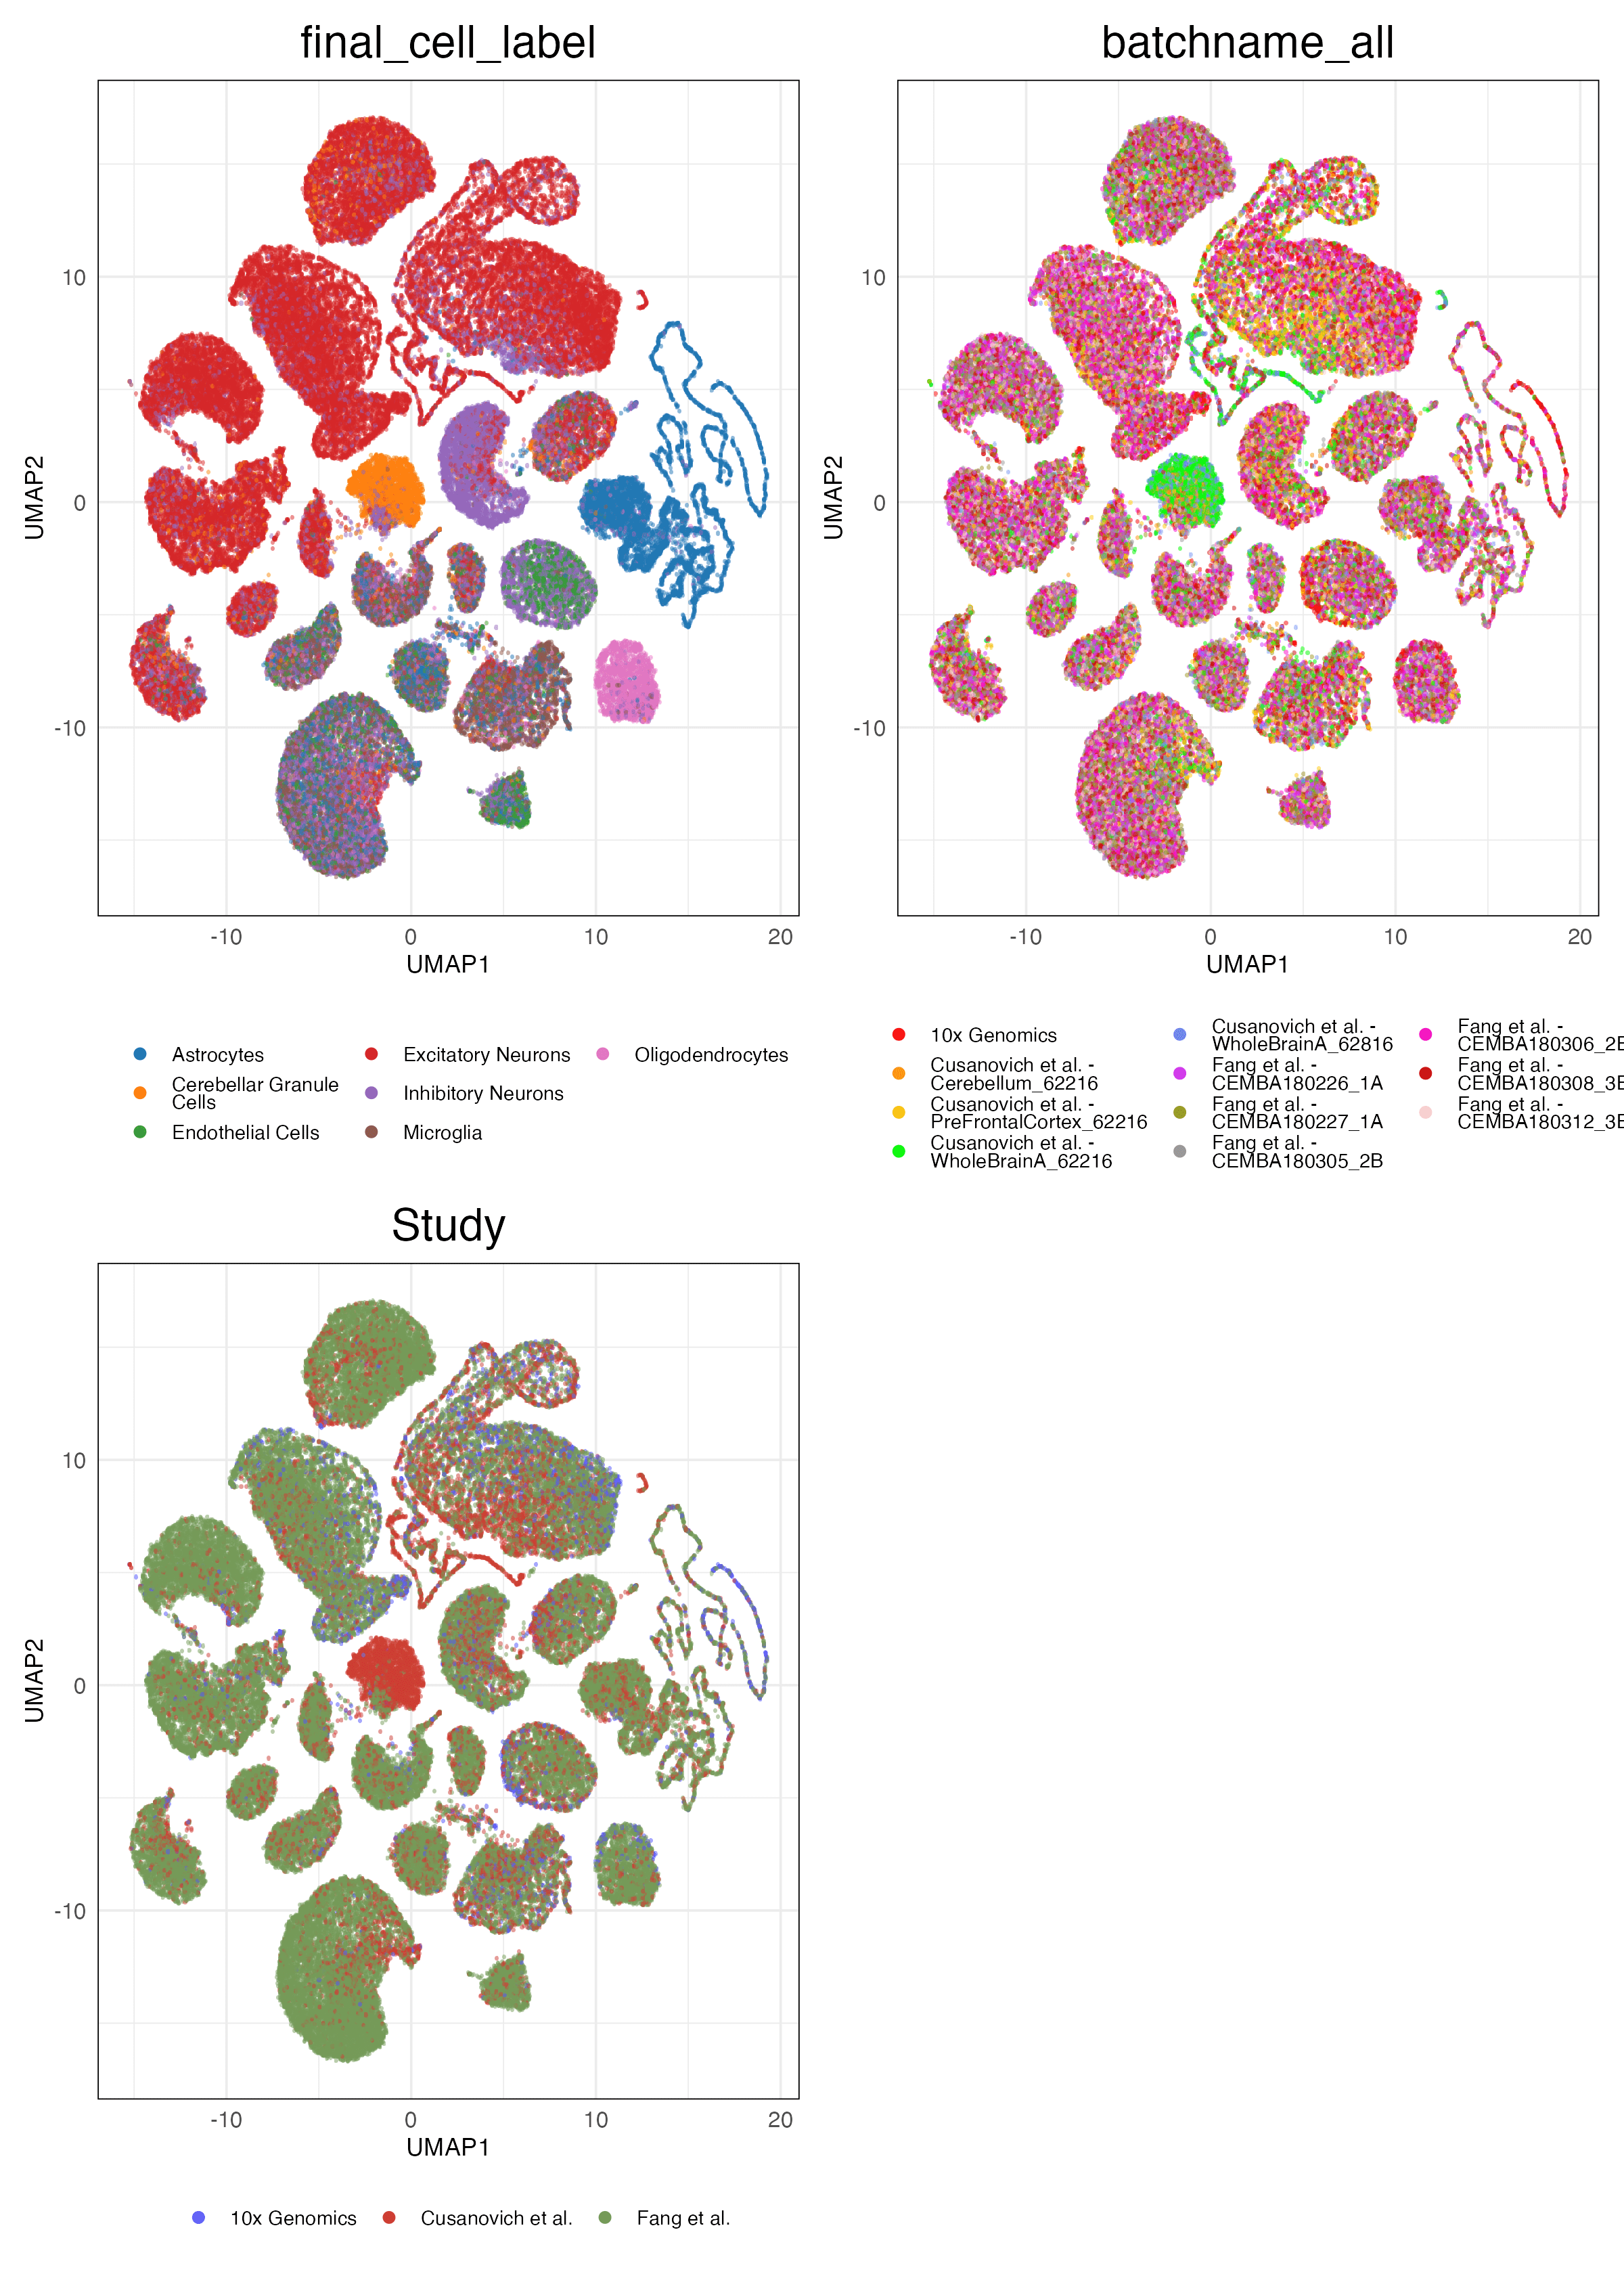 final_cell_label
batchname_all
UMAP2
10
0
-10
-10
0
10
20
UMAP1
UMAP2
10
0
-10
-10
0
10
20
UMAP1
Astrocytes
Cerebellar Granule
Cells
Endothelial Cells
Excitatory Neurons
Inhibitory Neurons
Microglia
Oligodendrocytes
10x Genomics
Cusanovich et al. -
Cerebellum_62216
Cusanovich et al. -
PreFrontalCortex_62216
Cusanovich et al. -
WholeBrainA_62216
Cusanovich et al. -
WholeBrainA_62816
Fang et al. -
CEMBA180226_1A
Fang et al. -
CEMBA180227_1A
Fang et al. -
CEMBA180305_2B
Fang et al. -
CEMBA180306_2B
Fang et al. -
CEMBA180308_3B
Fang et al. -
CEMBA180312_3B
Study
UMAP2
10
0
-10
-10
0
10
20
UMAP1
10x Genomics
Cusanovich et al.
Fang et al.